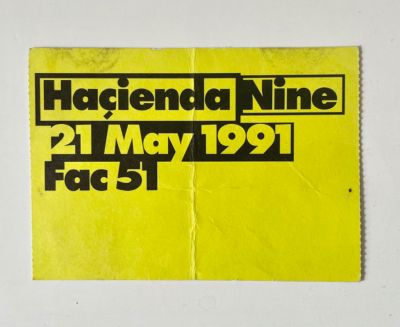 Haçienda Nine
21 May 1991
Fac 51